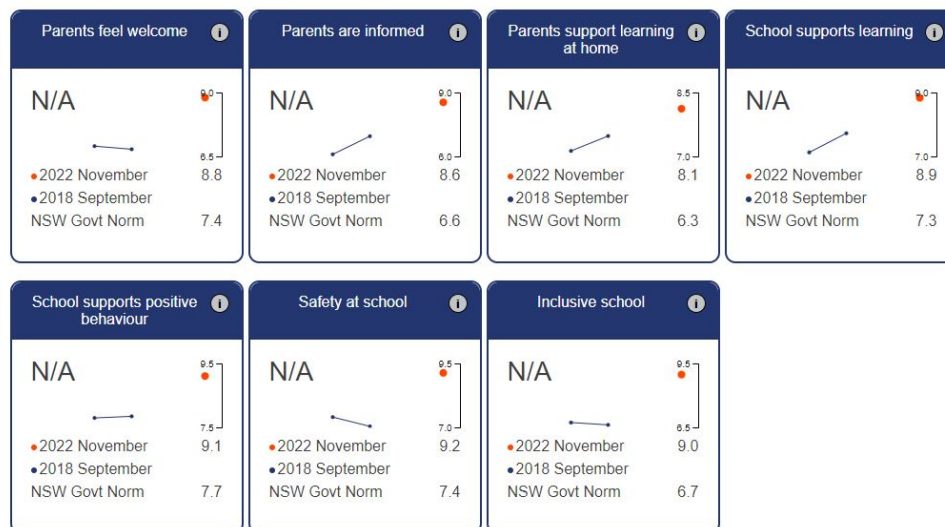 Parents feel welcome
N/A
9.0
6.5
2022 November 8.8
2018 September
NSW Govt Norm 7.4
Parents are informed
N/A
9.0
6.0
2022 November 8.6
2018 September
NSW Govt Norm 6.6
Parents support learning
at home
N/A
8.5
7.0
2022 November 8.1
2018 September
NSW Govt Norm 6.3
School supports learning
N/A
9.0
7.0
2022 November 8.9
2018 September
NSW Govt Norm 7.3
School supports positive
behaviour
N/A
9.5
7.5
2022 November 9.1
2018 September
NSW Govt Norm 7.7
Safety at school
N/A
9.5
7.0
2022 November 9.2
2018 September
NSW Govt Norm 7.4
Inclusive school
N/A
9.5
6.5
2022 November 9.0
2018 September
NSW Govt Norm 6.7